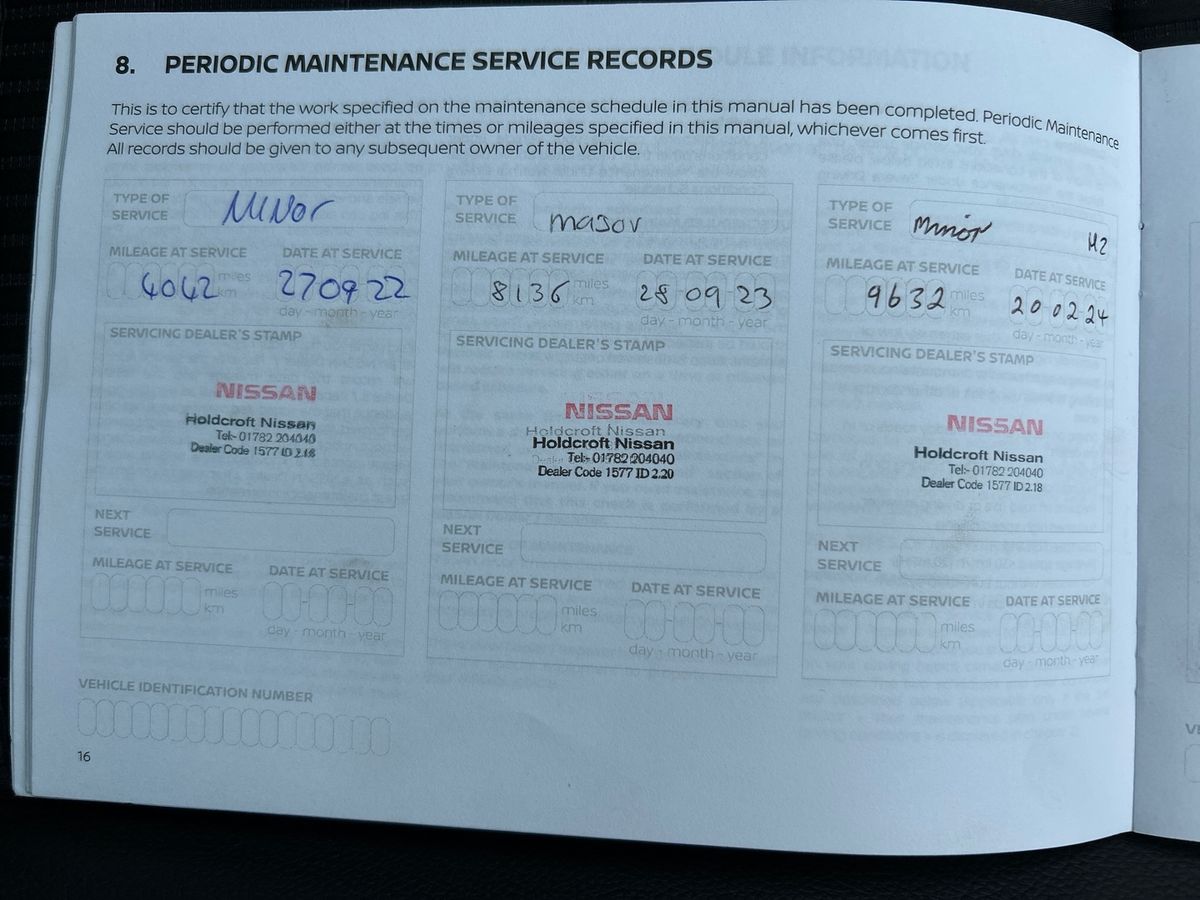 8. PERIODIC MAINTENANCE SERVICE RECORDS
This is to certify that the work specified on the maintenance schedule in this manual has been completed. Periodic Maintenance
Service should be performed either at the times or mileages specified in this manual, whichever comes first.
All records should be given to any subsequent owner of the vehicle.
TYPE OF
SERVICE
Minor
MILEAGE AT SERVICE DATE AT SERVICE
4042 miles
km
270922
day - month - year
SERVICING DEALER'S STAMP
NISSAN
Holdcroft Nissan
Tel:- 01782 204040
Dealer Code 1577 ID 2.18
NEXT
SERVICE
MILEAGE AT SERVICE DATE AT SERVICE
miles
km
day - month - year
TYPE OF
SERVICE
major
MILEAGE AT SERVICE DATE AT SERVICE
8136 miles
km
28-09-23
day - month - year
SERVICING DEALER'S STAMP
NISSAN
Holdcroft Nissan
Holdcroft Nissan
Tel:- 01782 204040
Dealer Code 1577 ID 2.20
NEXT
SERVICE
MILEAGE AT SERVICE DATE AT SERVICE
miles
km
day - month - year
TYPE OF
SERVICE
Minor
M2
MILEAGE AT SERVICE DATE AT SERVICE
9632 miles
km
20-02-24
day - month - year
SERVICING DEALER'S STAMP
NISSAN
Holdcroft Nissan
Tel:- 01782 204040
Dealer Code 1577 ID 2.18
NEXT
SERVICE
MILEAGE AT SERVICE DATE AT SERVICE
miles
km
day - month - year
VEHICLE IDENTIFICATION NUMBER
16